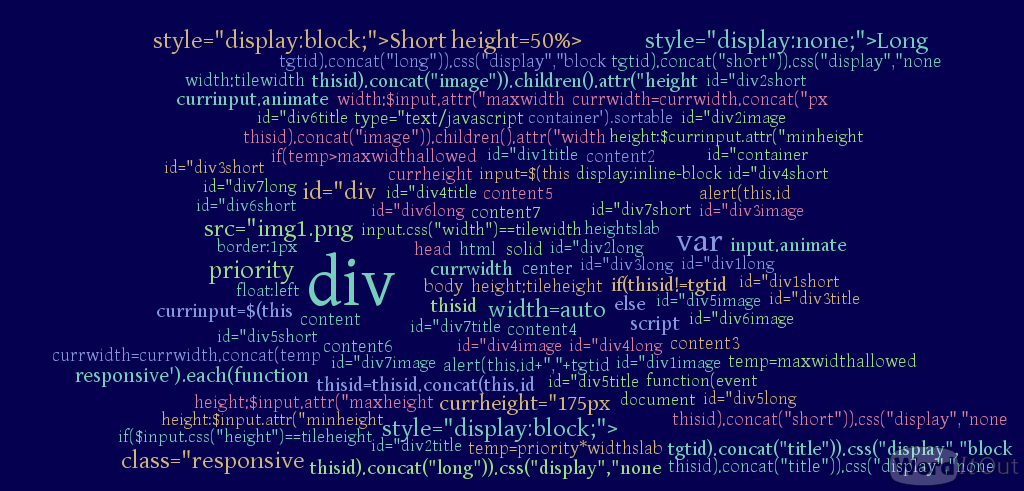 style="display:block;">Short height=50%> style="display:none;">Long
tgtid).concat("long")).css("display","block tgtid).concat("short")).css("display","none
width;tilewidth thisid).concat("image")).children().attr("height id="div2short
currinput.animate width;$input.attr("maxwidth currwidth=currwidth.concat("px
id="div6title type="text/javascript container').sortable id="div2image
thisid).concat("image")).children().attr("width height;$currinput.attr("minheight
if(temp>maxwidthallowed id="div1title content2 id="container
id="div3short currheight input=$(this display:inline-block id="div4short
id="div7long id="div id="div4title content5 alert(this.id
id="div6short id="div6long content7 id="div7short id="div3image
src="img1.png input.css("width")==tilewidth heightslab
border:1px head html solid id="div2long var input.animate
priority div currwidth center id="div3long id="div1long
float:left body height;tileheight if(thisid!=tgtid id="div1short
currinput=$(this content thisid width=auto else id="div5image id="div3title
id="div7title content4 script id="div6image
id="div5short content6 id="div4image id="div4long content3
currwidth=currwidth.concat(temp id="div7image alert(this.id+","+tgtid id="div1image temp=maxwidthallowed
responsive').each(function thisid=thisid.concat(this.id id="div5title function(event
height;$input.attr("maxheight currheight="175px document id="div5long
height:$input.attr("minheight style="display:block;"> thisid).concat("short")).css("display","none
if($input.css("height")==tileheight id="div2title temp=priority*widthslab tgtid).concat("title")).css("display","block
class="responsive thisid).concat("long")).css("display","none thisid).concat("title")).css("display","none
WordItOut